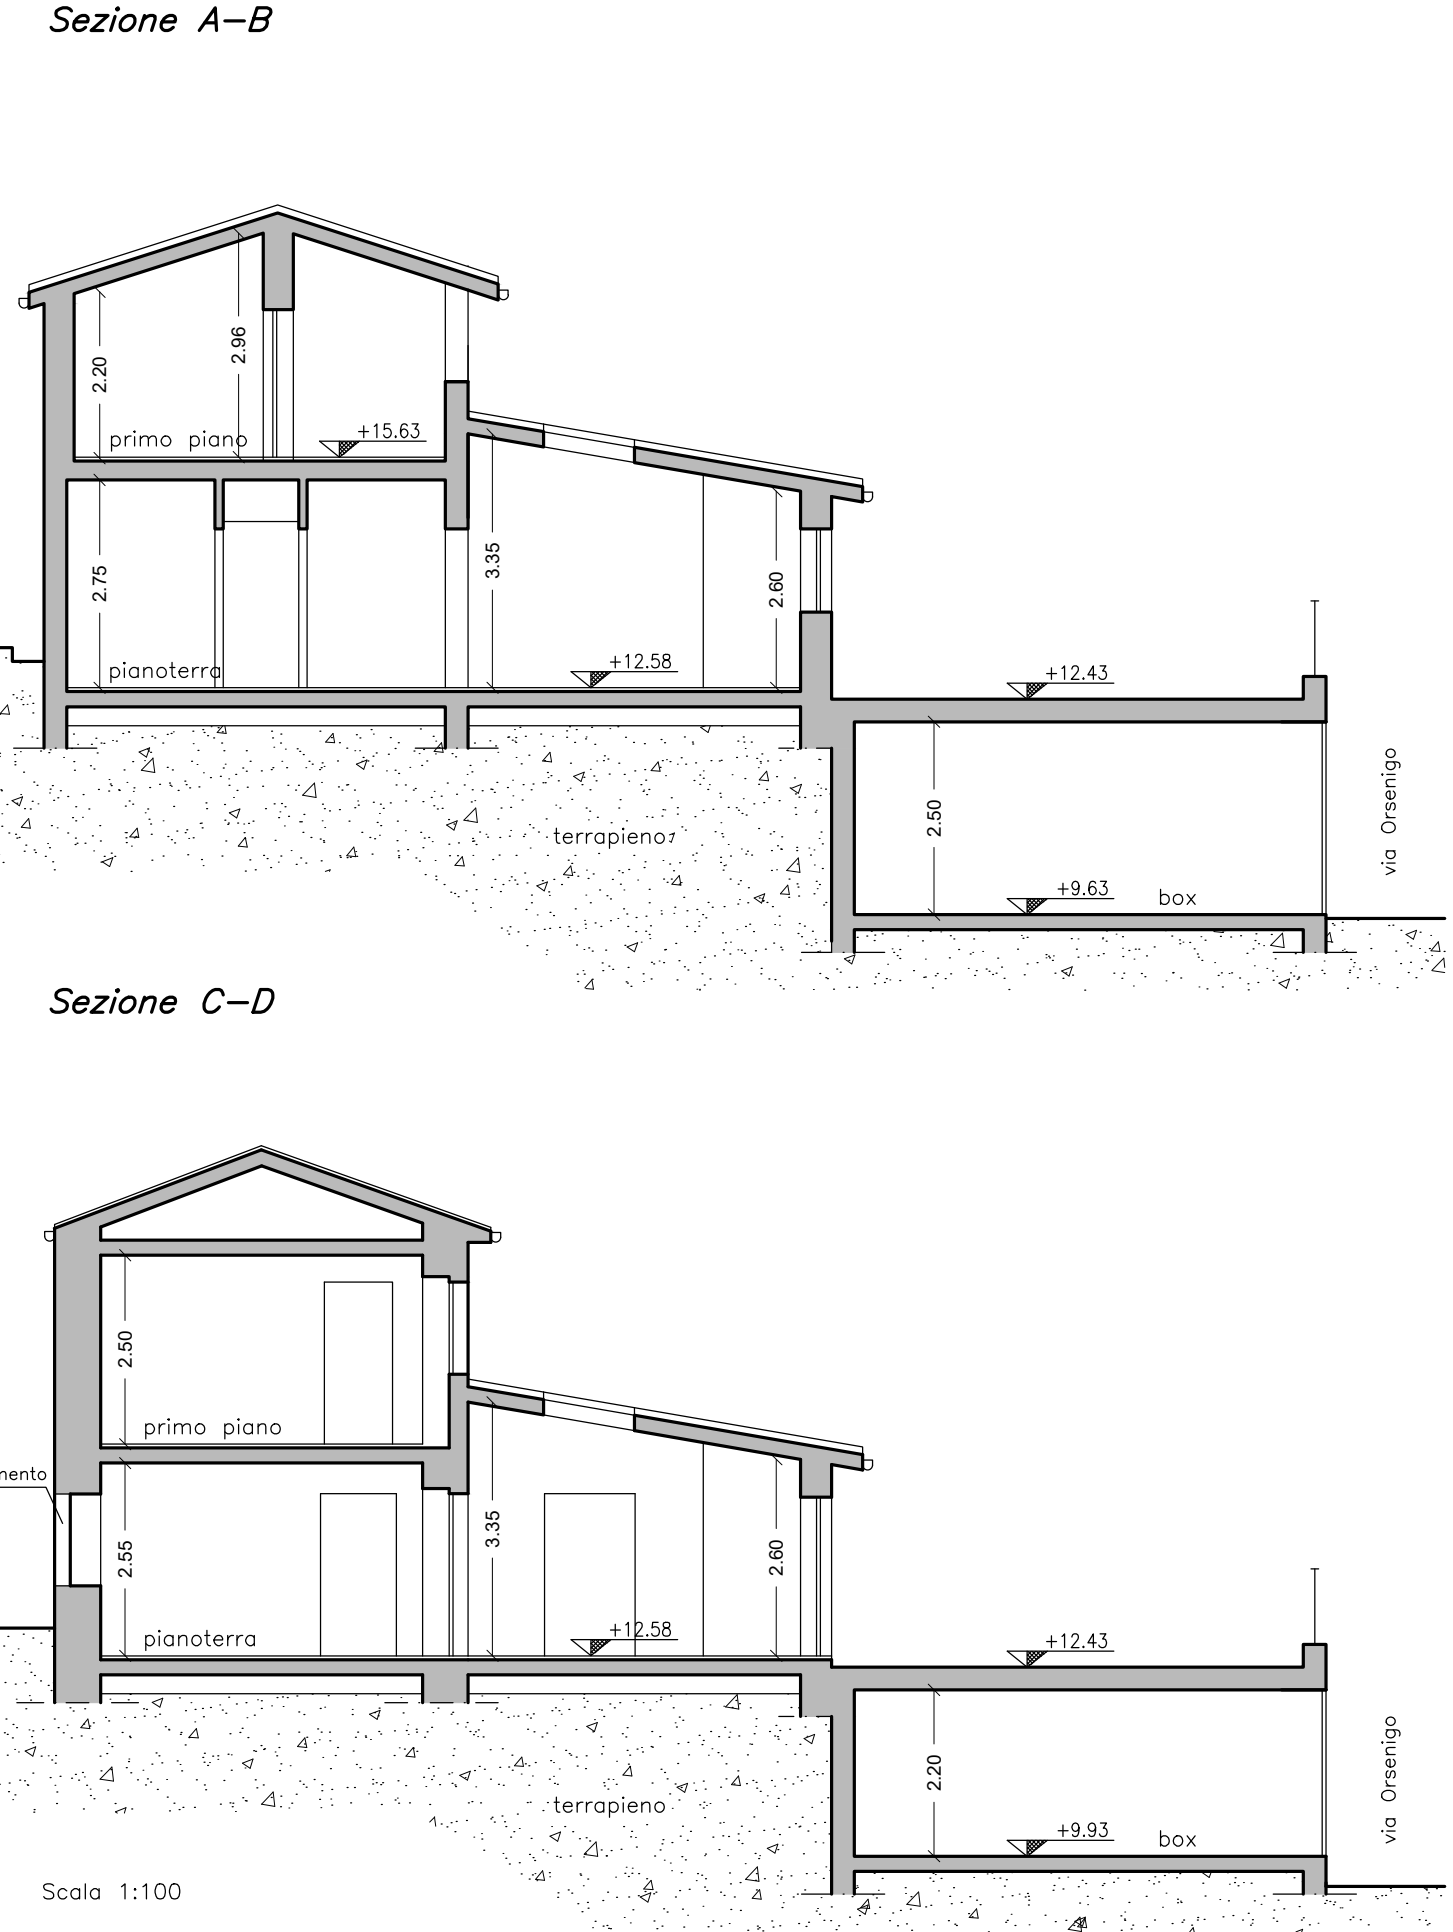 Sezione A-B
2.20
2.96
primo piano
+15.63
2.75
3.35
2.60
pianoterra
+12.58
+12.43
2.50
via Orsenigo
terrapieno
+9.63
box
Sezione C-D
2.50
primo piano
mento
2.55
3.35
2.60
pianoterra
+12.58
+12.43
2.20
via Orsenigo
terrapieno
+9.93
box
Scala 1:100